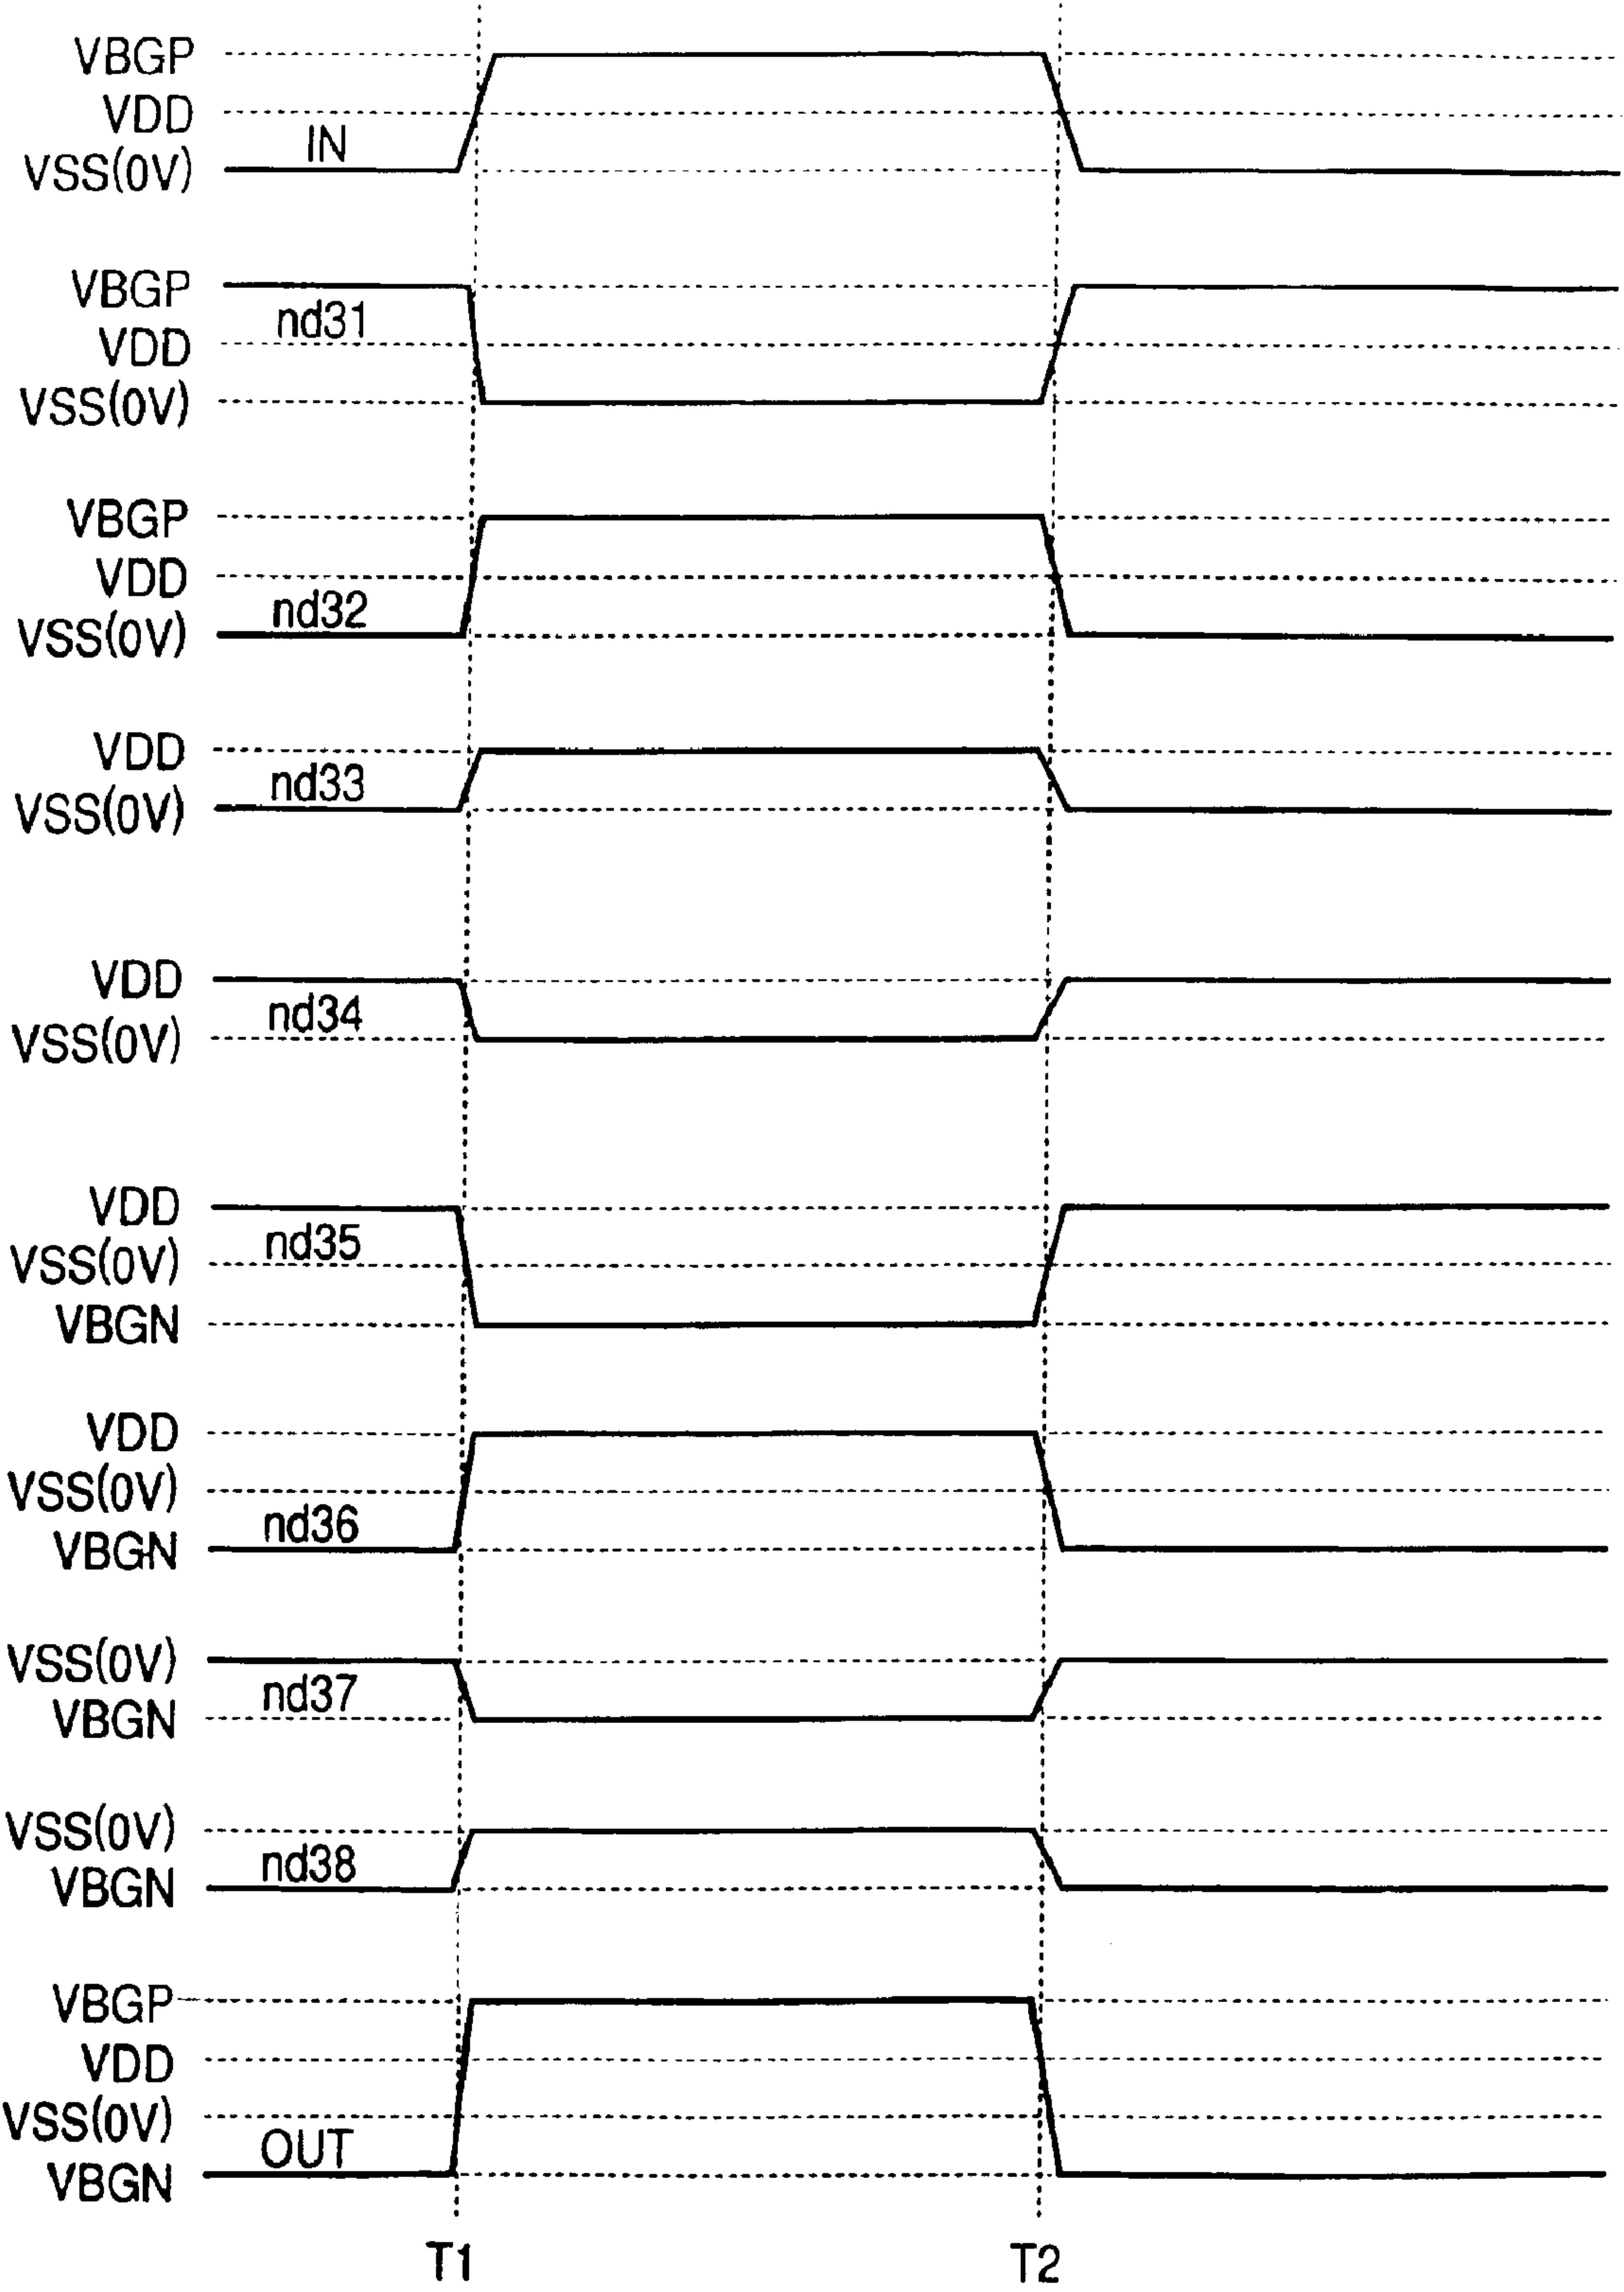 VBGP
VDD
IN
VSS(0V)
VBGP
nd31
VDD
VSS(0V)
VBGP
VDD
nd32
VSS(0V)
VDD
nd33
VSS(0V)
VDD
nd34
VSS(0V)
VDD
nd35
VSS(0V)
VBGN
VDD
VSS(0V)
nd36
VBGN
VSS(0V)
nd37
VBGN
VSS(0V)
nd38
VBGN
VBGP
VDD
VSS(0V)
OUT
VBGN
T1 T2